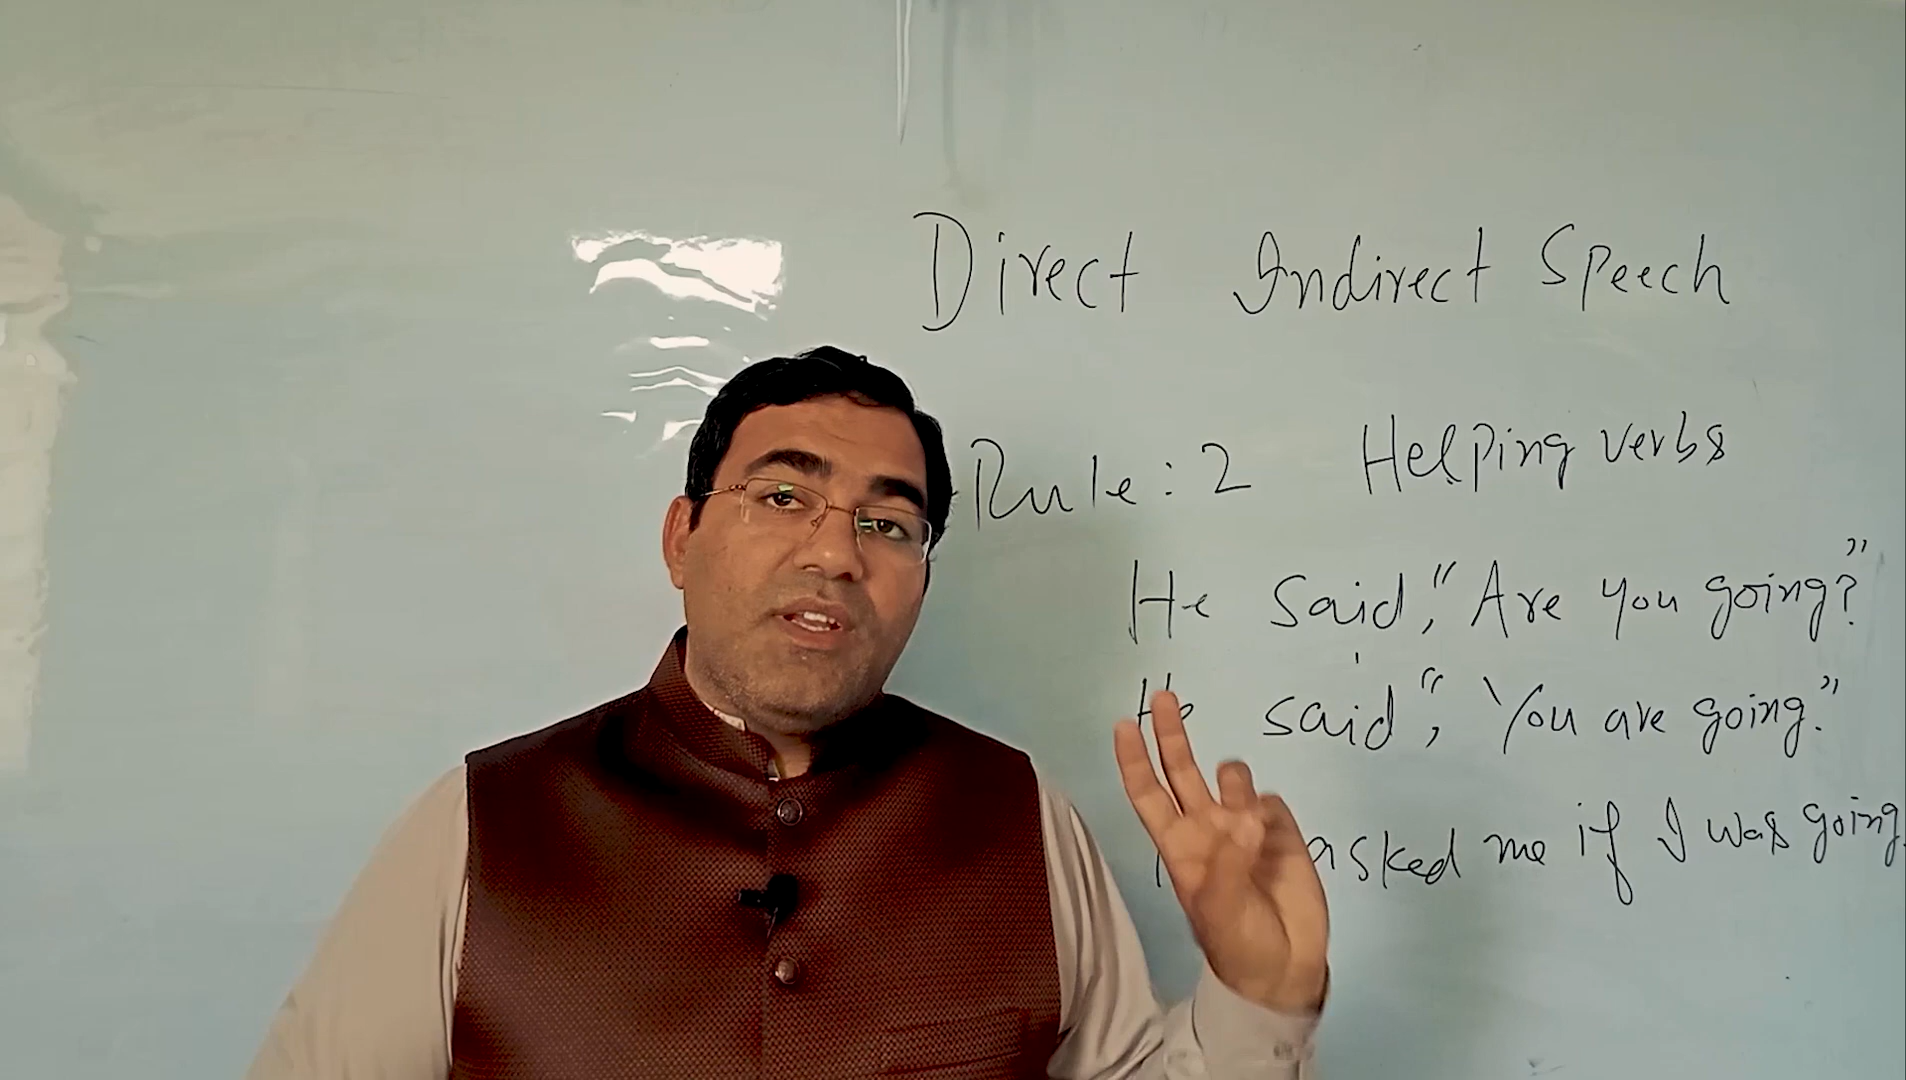 Direct Indirect Speech
Rule : 2 Helping verbs
He said, "Are you going?"
He said, "You are going."
asked me if I was going.